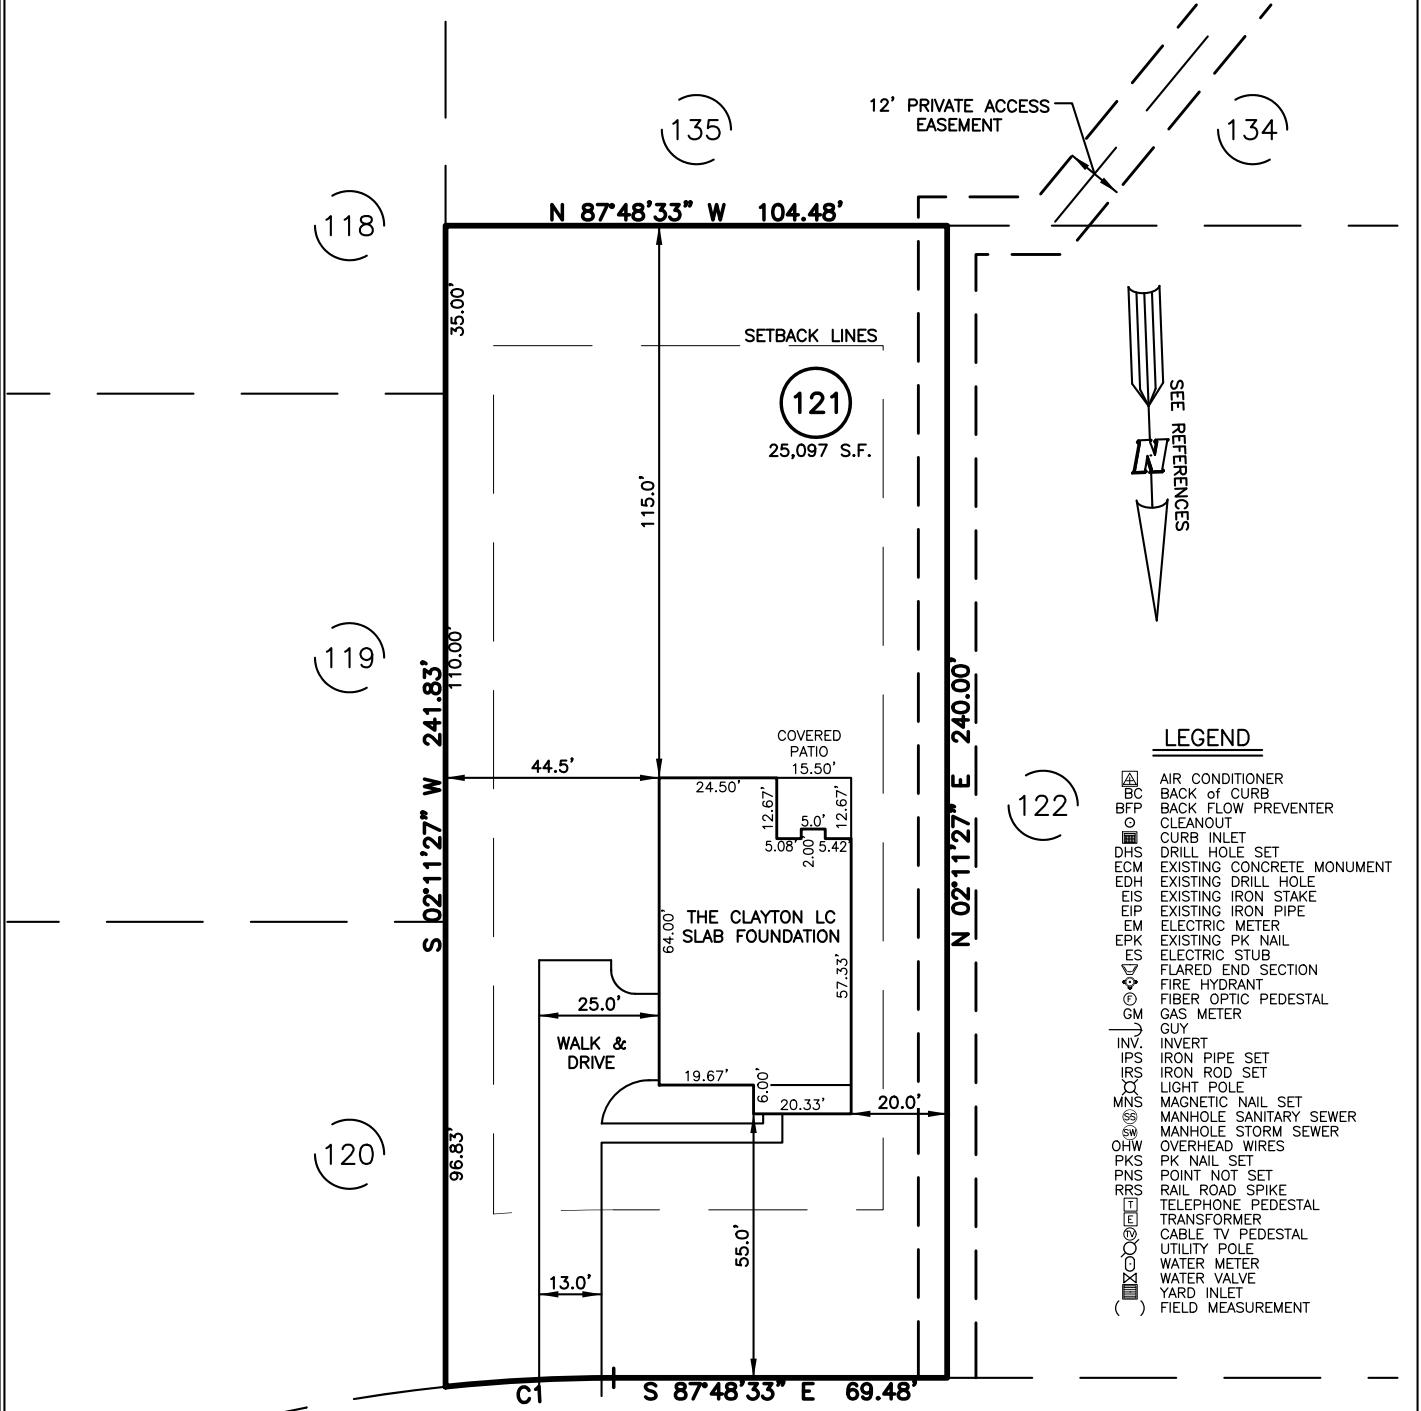 12' PRIVATE ACCESS
EASEMENT
135
134
118
N 87°48'33" W 104.48'
35.00'
SETBACK LINES
121
25,097 S.F.
SEE REFERENCES
N
115.0'
119
110.00'
S 02°11'27" W 241.83'
N 02°11'27" E 240.00'
44.5'
COVERED
PATIO
15.50'
24.50'
12.67'
12.67'
5.0'
5.08'
2.00'
5.42'
122
THE CLAYTON LC
SLAB FOUNDATION
64.00'
57.33'
25.0'
WALK &
DRIVE
19.67'
6.00'
20.33'
20.0'
120
96.83'
55.0'
13.0'
C1
S 87°48'33" E 69.48'
LEGEND
A AIR CONDITIONER
BC BACK of CURB
BFP BACK FLOW PREVENTER
CLEANOUT
CURB INLET
DHS DRILL HOLE SET
ECM EXISTING CONCRETE MONUMENT
EDH EXISTING DRILL HOLE
EIS EXISTING IRON STAKE
EIP EXISTING IRON PIPE
EM ELECTRIC METER
EPK EXISTING PK NAIL
ES ELECTRIC STUB
FLARED END SECTION
FIRE HYDRANT
F FIBER OPTIC PEDESTAL
GM GAS METER
GUY
INV. INVERT
IPS IRON PIPE SET
IRS IRON ROD SET
LIGHT POLE
MNS MAGNETIC NAIL SET
SS MANHOLE SANITARY SEWER
SW MANHOLE STORM SEWER
OHW OVERHEAD WIRES
PKS PK NAIL SET
PNS POINT NOT SET
RRS RAIL ROAD SPIKE
T TELEPHONE PEDESTAL
E TRANSFORMER
TV CABLE TV PEDESTAL
UTILITY POLE
WATER METER
WATER VALVE
YARD INLET
( ) FIELD MEASUREMENT